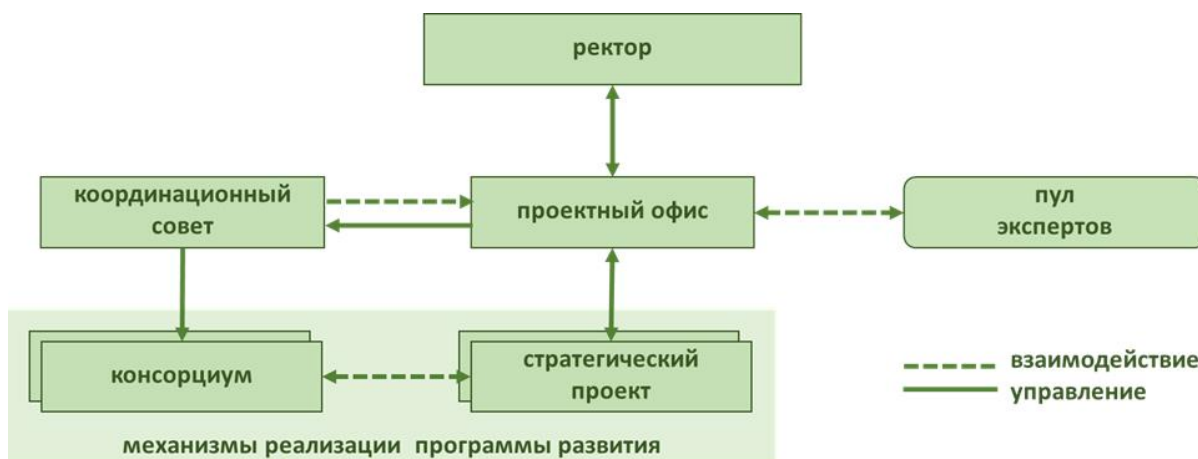 ректор
координационный
совет
проектный офис
пул
экспертов
консорциум
стратегический
проект
взаимодействие
управление
механизмы реализации программы развития